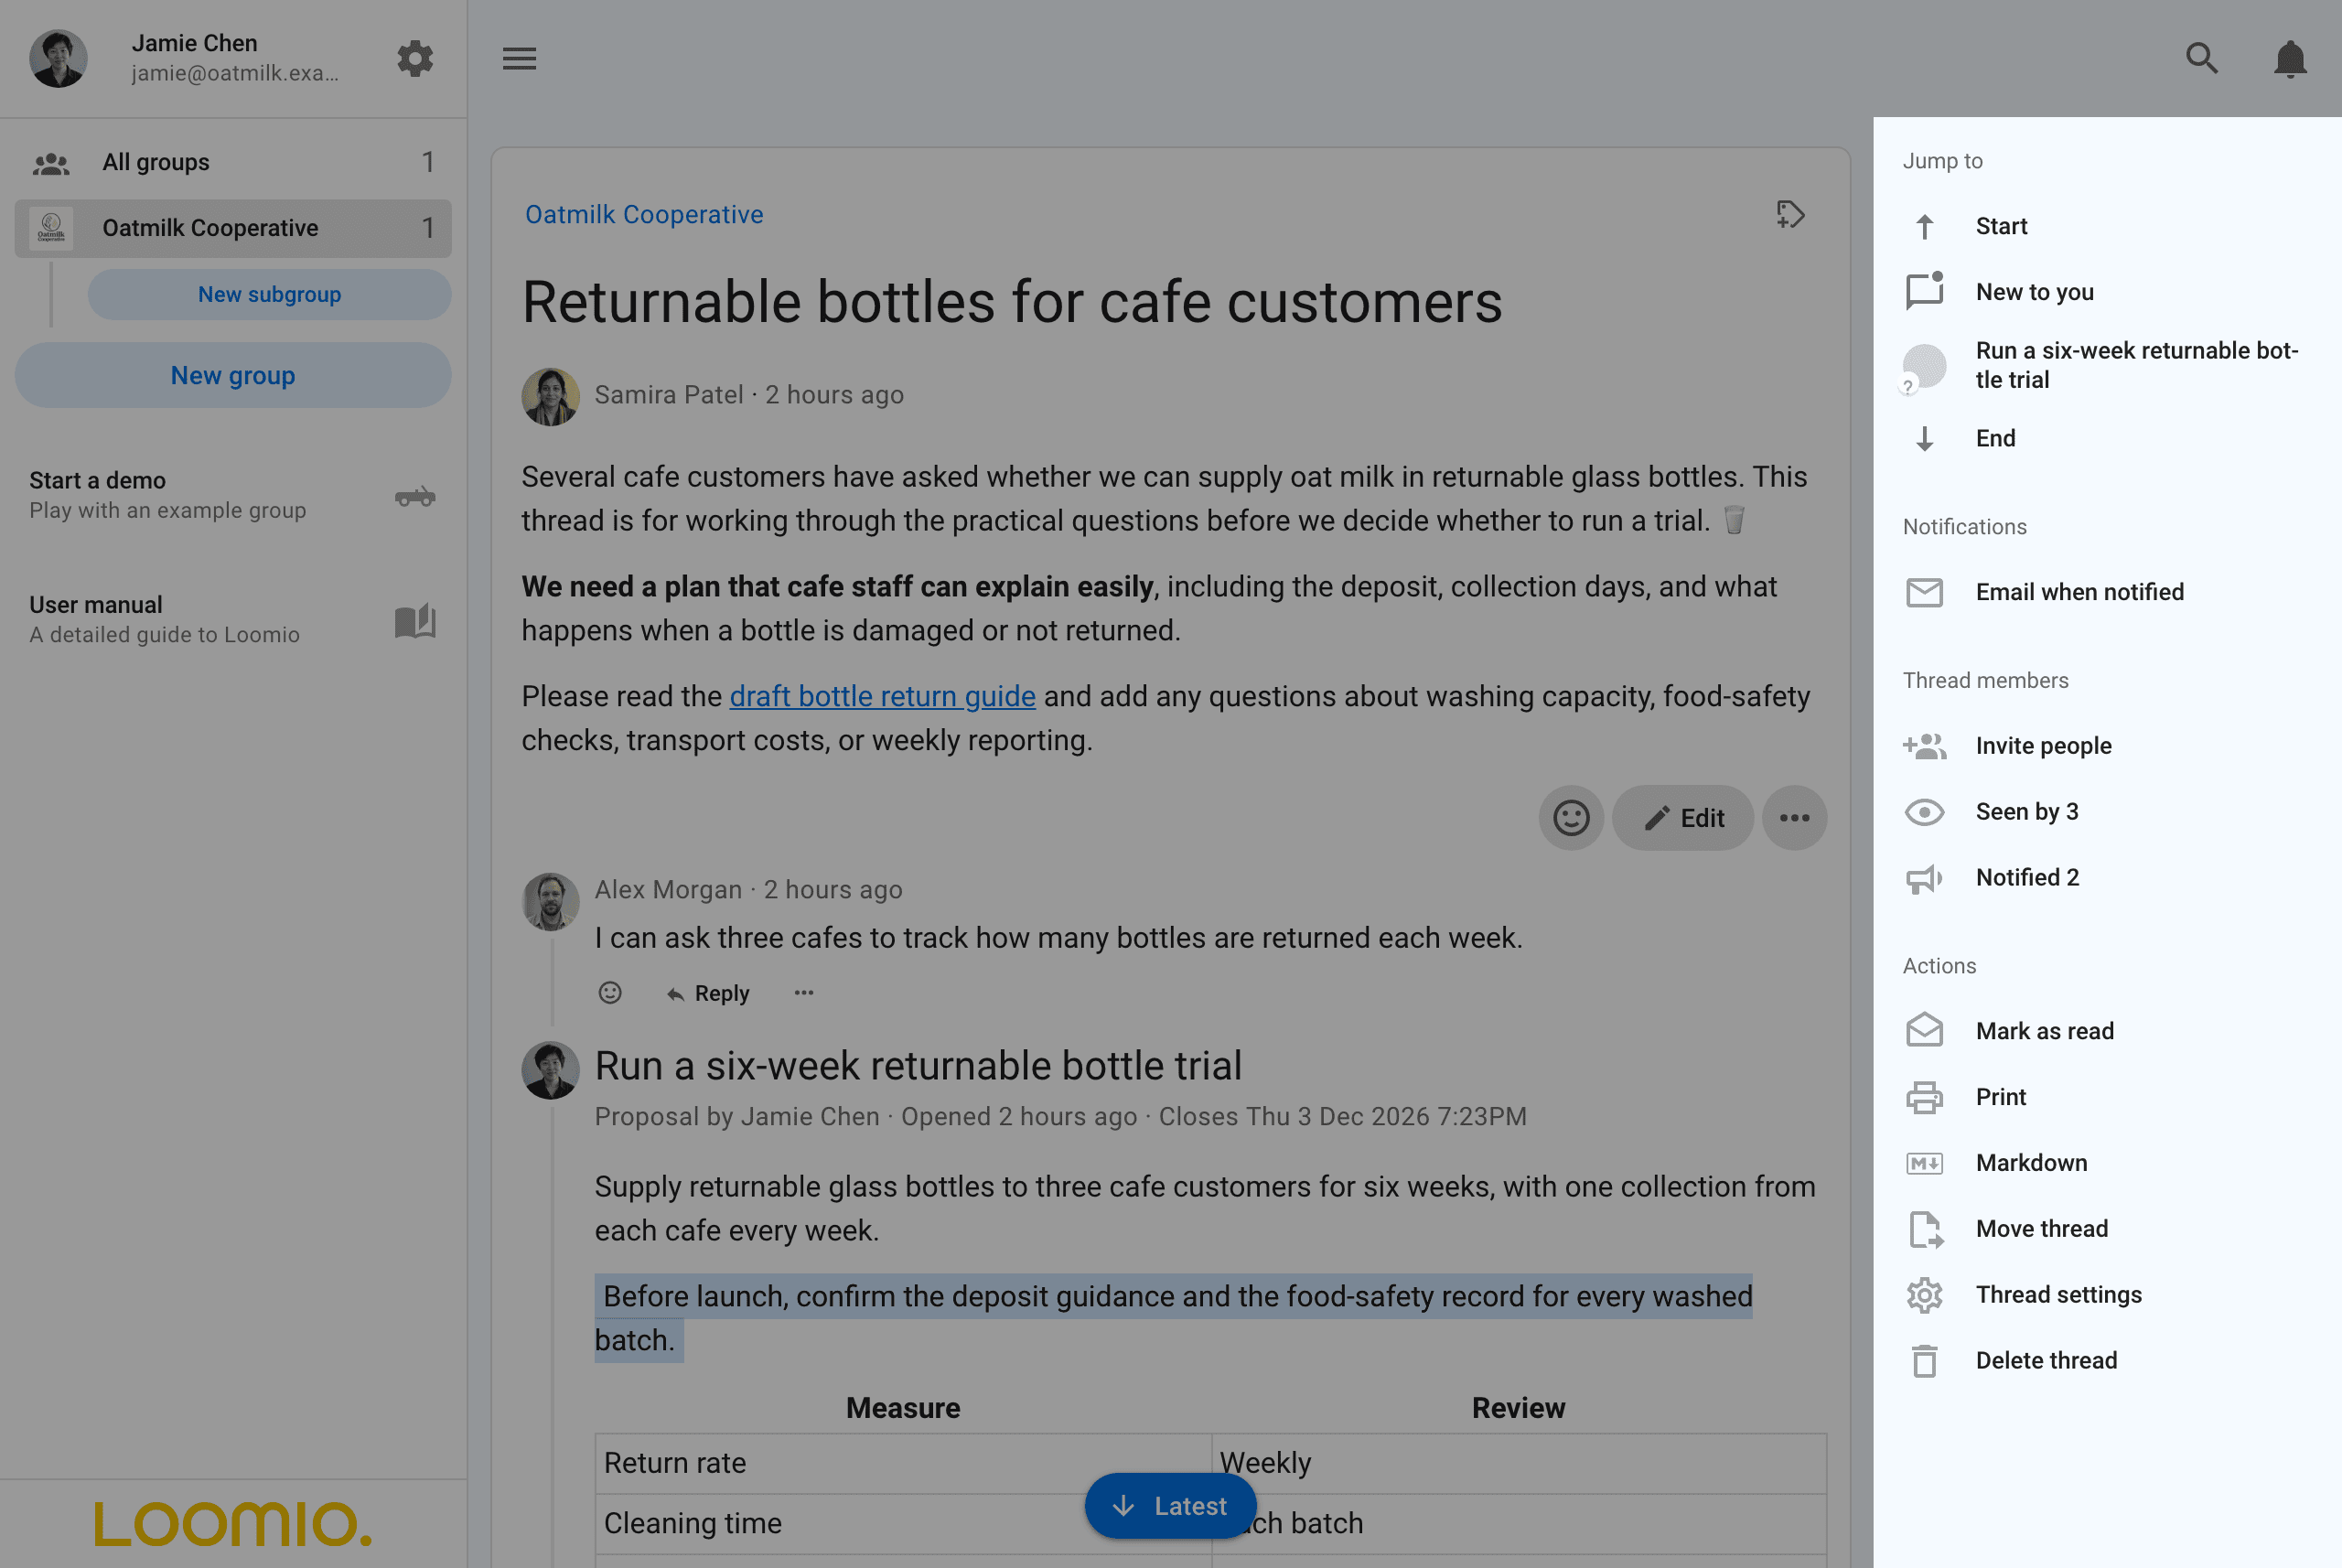 Jamie Chen
jamie@oatmilk.exa...
All groups 1
Oatmilk Cooperative 1
New subgroup
New group
Start a demo
Play with an example group
User manual
A detailed guide to Loomio
LOOMIO.
Oatmilk Cooperative
Returnable bottles for cafe customers
Samira Patel · 2 hours ago
Several cafe customers have asked whether we can supply oat milk in returnable glass bottles. This
thread is for working through the practical questions before we decide whether to run a trial. 🥛
We need a plan that cafe staff can explain easily, including the deposit, collection days, and what
happens when a bottle is damaged or not returned.
Please read the draft bottle return guide and add any questions about washing capacity, food-safety
checks, transport costs, or weekly reporting.
Edit
Alex Morgan · 2 hours ago
I can ask three cafes to track how many bottles are returned each week.
Reply
Run a six-week returnable bottle trial
Proposal by Jamie Chen · Opened 2 hours ago · Closes Thu 3 Dec 2026 7:23PM
Supply returnable glass bottles to three cafe customers for six weeks, with one collection from
each cafe every week.
Before launch, confirm the deposit guidance and the food-safety record for every washed
batch.
Measure Review
Return rate Weekly
Cleaning time batch
Latest
Jump to
Start
New to you
Run a six-week returnable bot-
tle trial
End
Notifications
Email when notified
Thread members
Invite people
Seen by 3
Notified 2
Actions
Mark as read
Print
Markdown
Move thread
Thread settings
Delete thread